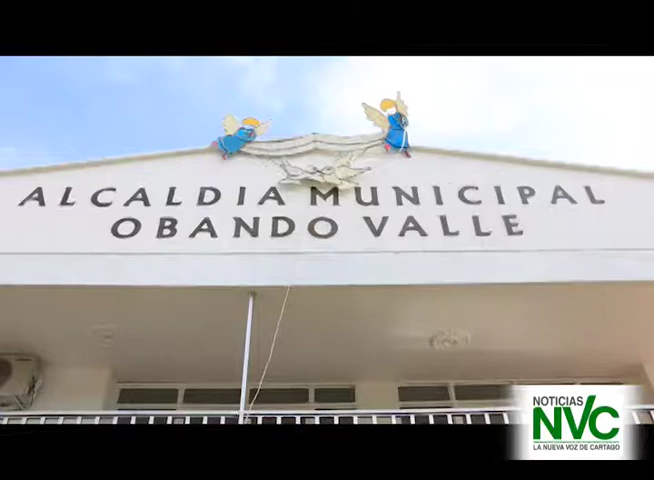 ALCALDIA MUNICIPAL
OBANDO VALLE
NOTICIAS
NVC
LA NUEVA VOZ DE CARTAGO